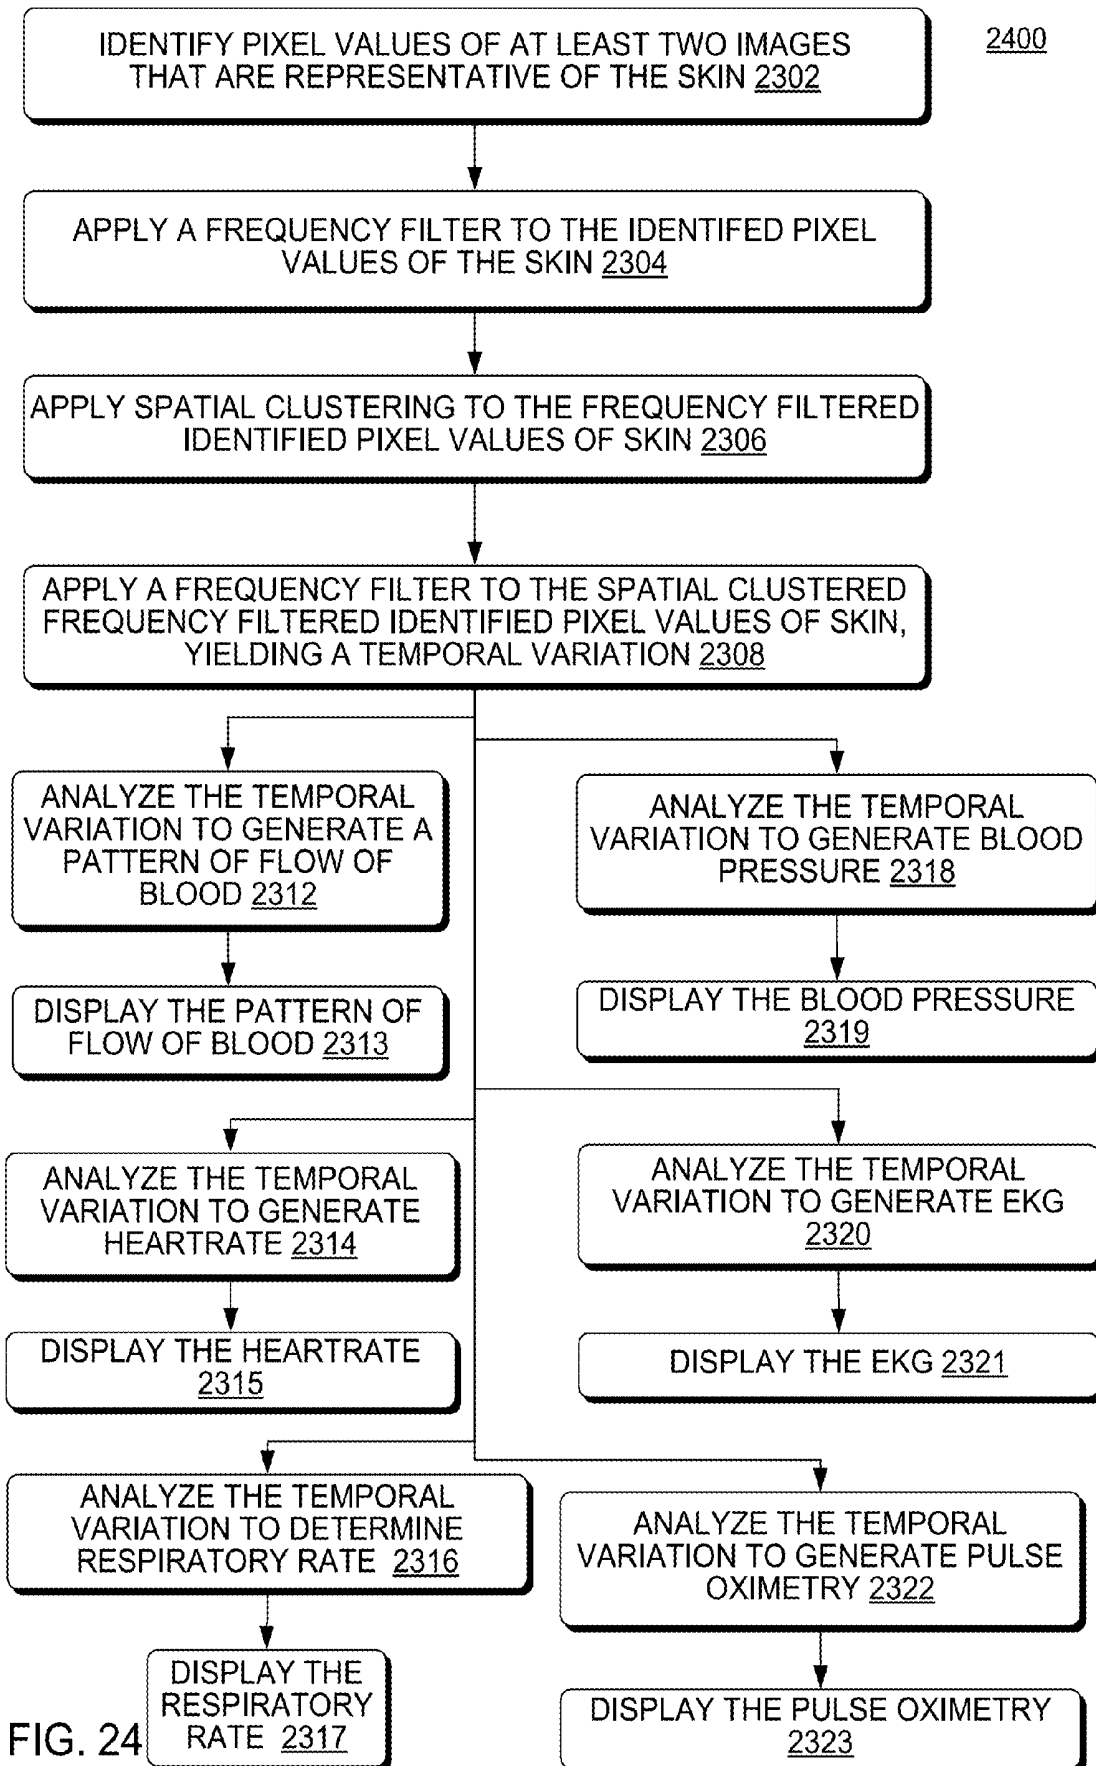 2400
IDENTIFY PIXEL VALUES OF AT LEAST TWO IMAGES
THAT ARE REPRESENTATIVE OF THE SKIN 2302
APPLY A FREQUENCY FILTER TO THE IDENTIFED PIXEL
VALUES OF THE SKIN 2304
APPLY SPATIAL CLUSTERING TO THE FREQUENCY FILTERED
IDENTIFIED PIXEL VALUES OF SKIN 2306
APPLY A FREQUENCY FILTER TO THE SPATIAL CLUSTERED
FREQUENCY FILTERED IDENTIFIED PIXEL VALUES OF SKIN,
YIELDING A TEMPORAL VARIATION 2308
ANALYZE THE TEMPORAL
VARIATION TO GENERATE A
PATTERN OF FLOW OF
BLOOD 2312
DISPLAY THE PATTERN OF
FLOW OF BLOOD 2313
ANALYZE THE TEMPORAL
VARIATION TO GENERATE BLOOD
PRESSURE 2318
DISPLAY THE BLOOD PRESSURE
2319
ANALYZE THE TEMPORAL
VARIATION TO GENERATE
HEARTRATE 2314
DISPLAY THE HEARTRATE
2315
ANALYZE THE TEMPORAL
VARIATION TO GENERATE EKG
2320
DISPLAY THE EKG 2321
ANALYZE THE TEMPORAL
VARIATION TO DETERMINE
RESPIRATORY RATE 2316
DISPLAY THE
RESPIRATORY
RATE 2317
ANALYZE THE TEMPORAL
VARIATION TO GENERATE PULSE
OXIMETRY 2322
DISPLAY THE PULSE OXIMETRY
2323
FIG. 24